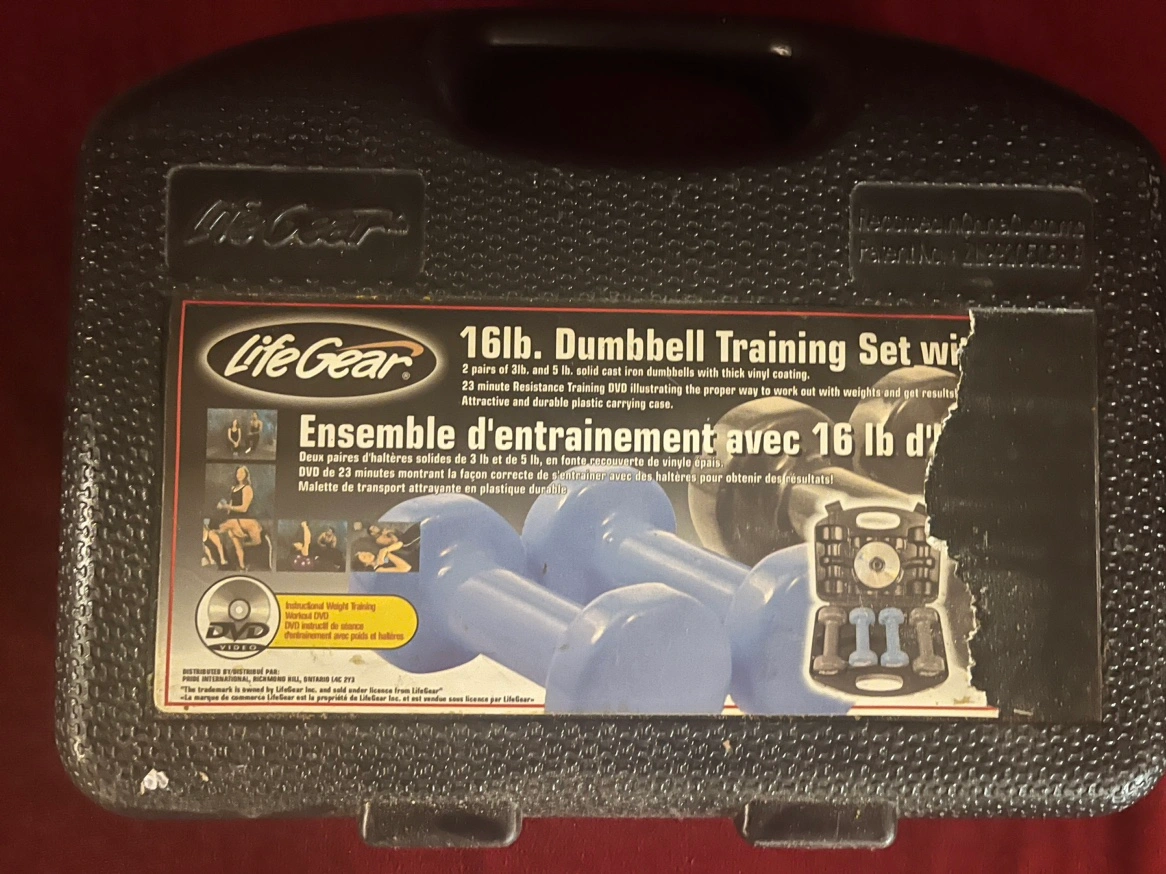 Life Gear
LifeGear®
16lb. Dumbbell Training Set wi
2 pairs of 3lb. and 5 lb. solid cast iron dumbbells with thick vinyl coating.
23 minute Resistance Training DVD illustrating the proper way to work out with weights and get results!
Attractive and durable plastic carrying case.
Ensemble d'entrainement avec 16 lb d'
Deux paires d'haltères solides de 3 lb et de 5 lb, en fonte recouverte de vinyle épais.
DVD de 23 minutes montrant la façon correcte de s'entraîner avec des haltères pour obtenir des résultats!
Malette de transport attrayante en plastique durable
DVD
VIDEO
Instructional Weight Training
Workout DVD
DVD instructif de séance
d'entraînement avec poids et haltères
DISTRIBUTED BY/DISTRIBUÉ PAR:
PRIDE INTERNATIONAL, RICHMOND HILL, ONTARIO L4C 2Y3
"The trademark is owned by LifeGear Inc. and sold under licence from LifeGear"
«La marque de commerce LifeGear est la propriété de LifeGear Inc. et est vendue sous licence par LifeGear»